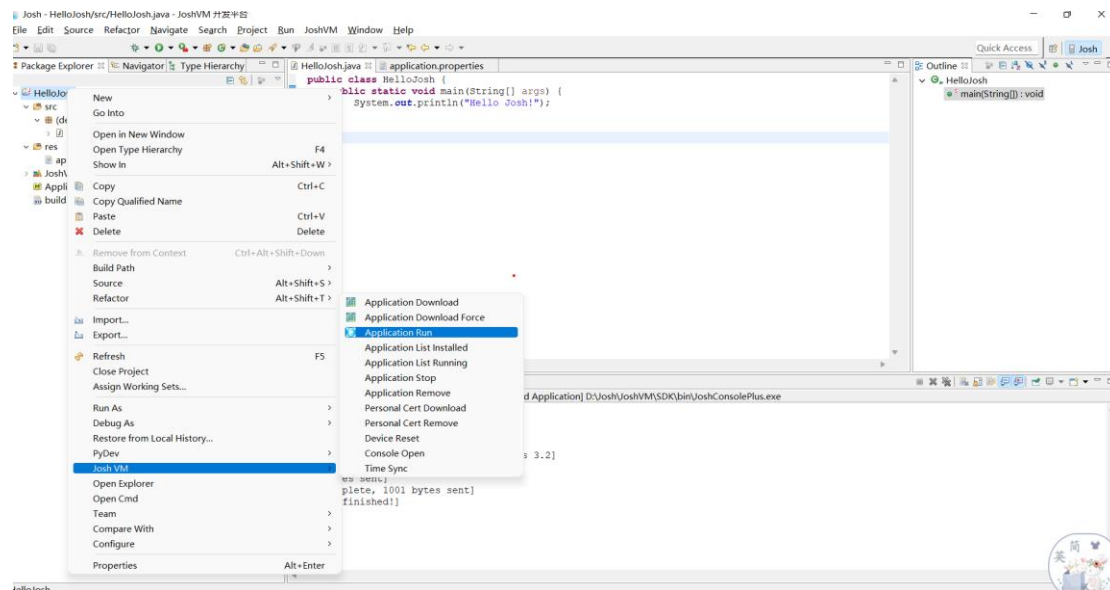 Josh - HelloJosh/src/HelloJosh.java - JoshVM 开发平台
File Edit Source Refactor Navigate Search Project Run JoshVM Window Help
Quick Access Josh
Package Explorer Navigator Type Hierarchy
HelloJosh.java application.properties
Outline
public class HelloJosh {
blic static void main(String[] args) {
System.out.println("Hello Josh!");
HelloJosh
main(String[]) : void
HelloJo
src
(de
res
ap
JoshV
Appli
build
New
Go Into
Open in New Window
Open Type Hierarchy F4
Show In Alt+Shift+W
Copy Ctrl+C
Copy Qualified Name
Paste Ctrl+V
Delete Delete
Remove from Context Ctrl+Alt+Shift+Down
Build Path
Source Alt+Shift+S
Refactor Alt+Shift+T
Import...
Export...
Refresh F5
Close Project
Assign Working Sets...
Run As
Debug As
Restore from Local History...
PyDev
Josh VM
Open Explorer
Open Cmd
Team
Compare With
Configure
Properties Alt+Enter
Application Download
Application Download Force
Application Run
Application List Installed
Application List Running
Application Stop
Application Remove
Personal Cert Download
Personal Cert Remove
Device Reset
Console Open
Time Sync
d Application] D:\Josh\JoshVM\SDK\bin\JoshConsolePlus.exe
s 3.2]
es sent]
plete, 1001 bytes sent]
finished!]
英 简
HelloJosh